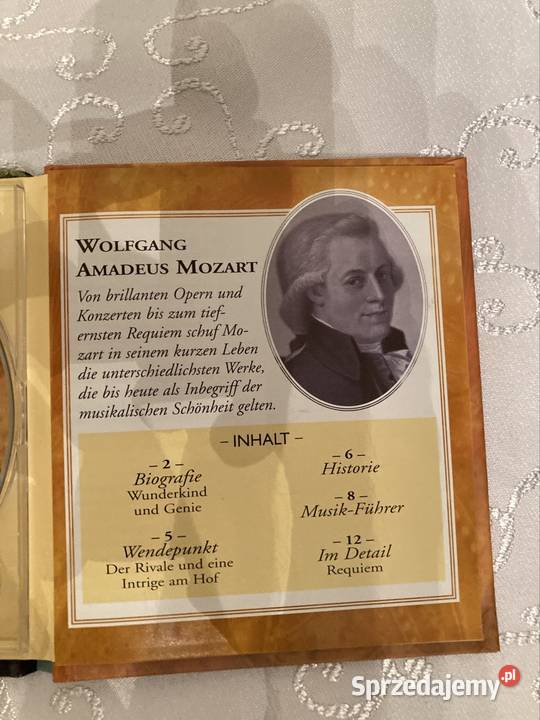 WOLFGANG
AMADEUS MOZART
Von brillanten Opern und
Konzerten bis zum tief-
ernsten Requiem schuf Mo-
zart in seinem kurzen Leben
die unterschiedlichsten Werke,
die bis heute als Inbegriff der
musikalischen Schönheit gelten.
– INHALT –
– 2 –
Biografie
Wunderkind
und Genie
– 5 –
Wendepunkt
Der Rivale und eine
Intrige am Hof
– 6 –
Historie
– 8 –
Musik-Führer
– 12 –
Im Detail
Requiem
Sprzedajemy.pl